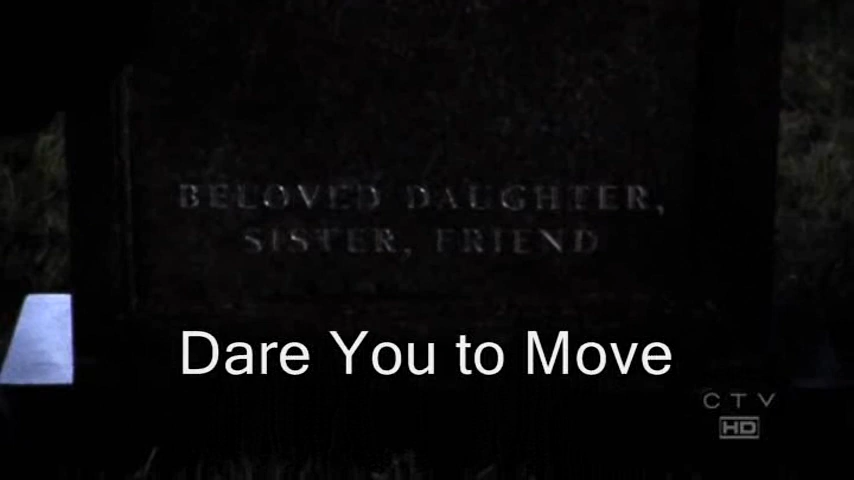 BELOVED DAUGHTER,
SISTER, FRIEND
Dare You to Move
CTV
HD